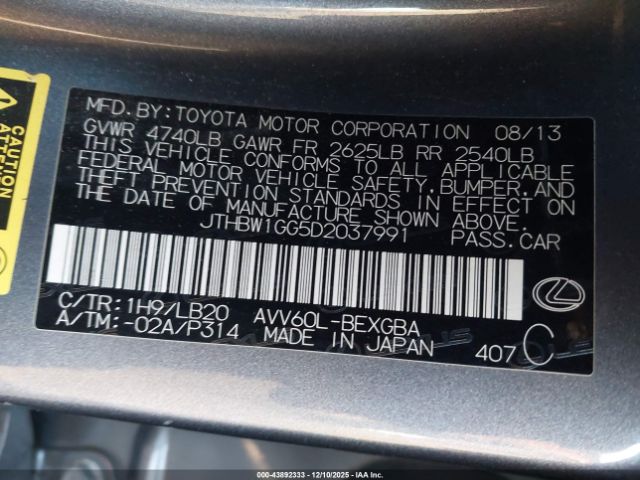 CAUTION
ATTENTION
MFD. BY: TOYOTA MOTOR CORPORATION 08/13
GVWR 4740LB GAWR FR 2625LB RR 2540LB
THIS VEHICLE CONFORMS TO ALL APPLICABLE
FEDERAL MOTOR VEHICLE SAFETY, BUMPER, AND
THEFT PREVENTION STANDARDS IN EFFECT ON
THE DATE OF MANUFACTURE SHOWN ABOVE.
JTHBW1GG5D2037991 PASS.CAR
C/TR: 1H9/LB20 AVV60L-BEXGBA
A/TM: -02A/P314 MADE IN JAPAN 407 C
IAA 43892333 - 12/10/2025 - IAAI.COM